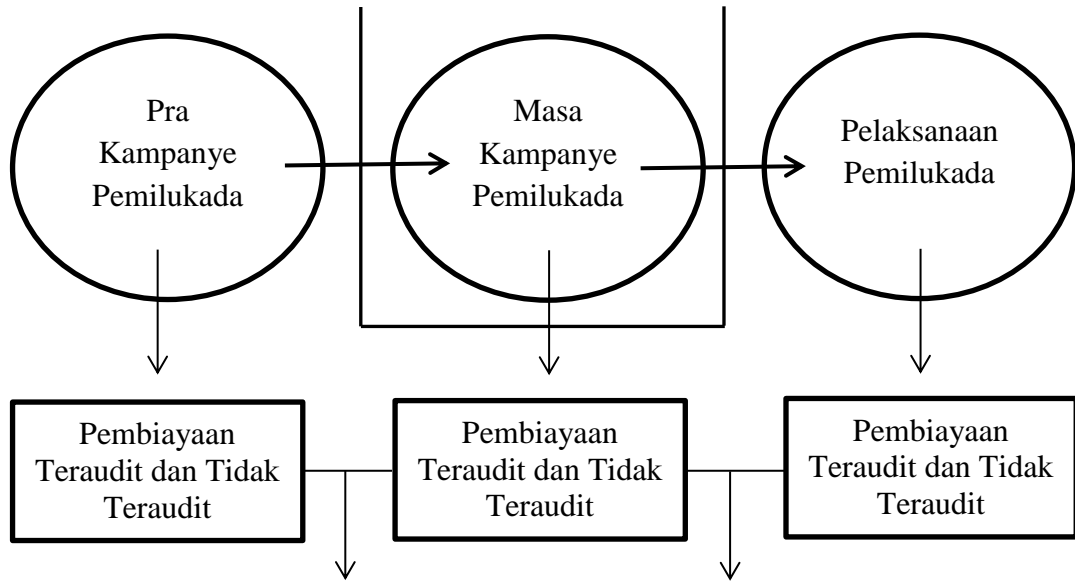 Pra
Kampanye
Pemilukada
Masa
Kampanye
Pemilukada
Pelaksanaan
Pemilukada
Pembiayaan
Teraudit dan Tidak
Teraudit
Pembiayaan
Teraudit dan Tidak
Teraudit
Pembiayaan
Teraudit dan Tidak
Teraudit